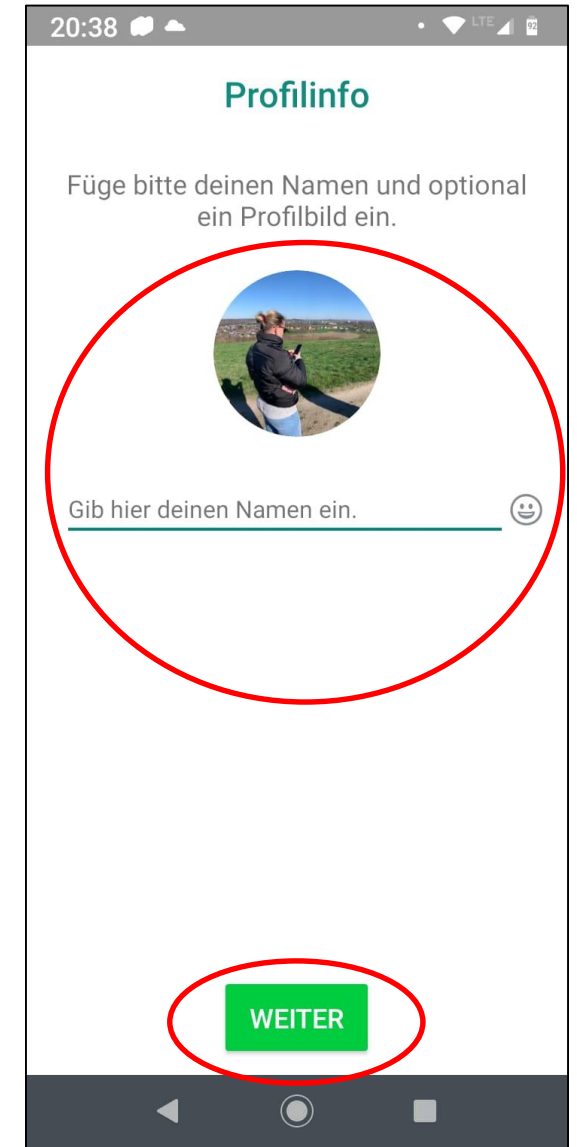 20:38 LTE 92
Profilinfo
Füge bitte deinen Namen und optional
ein Profilbild ein.
Gib hier deinen Namen ein.
WEITER